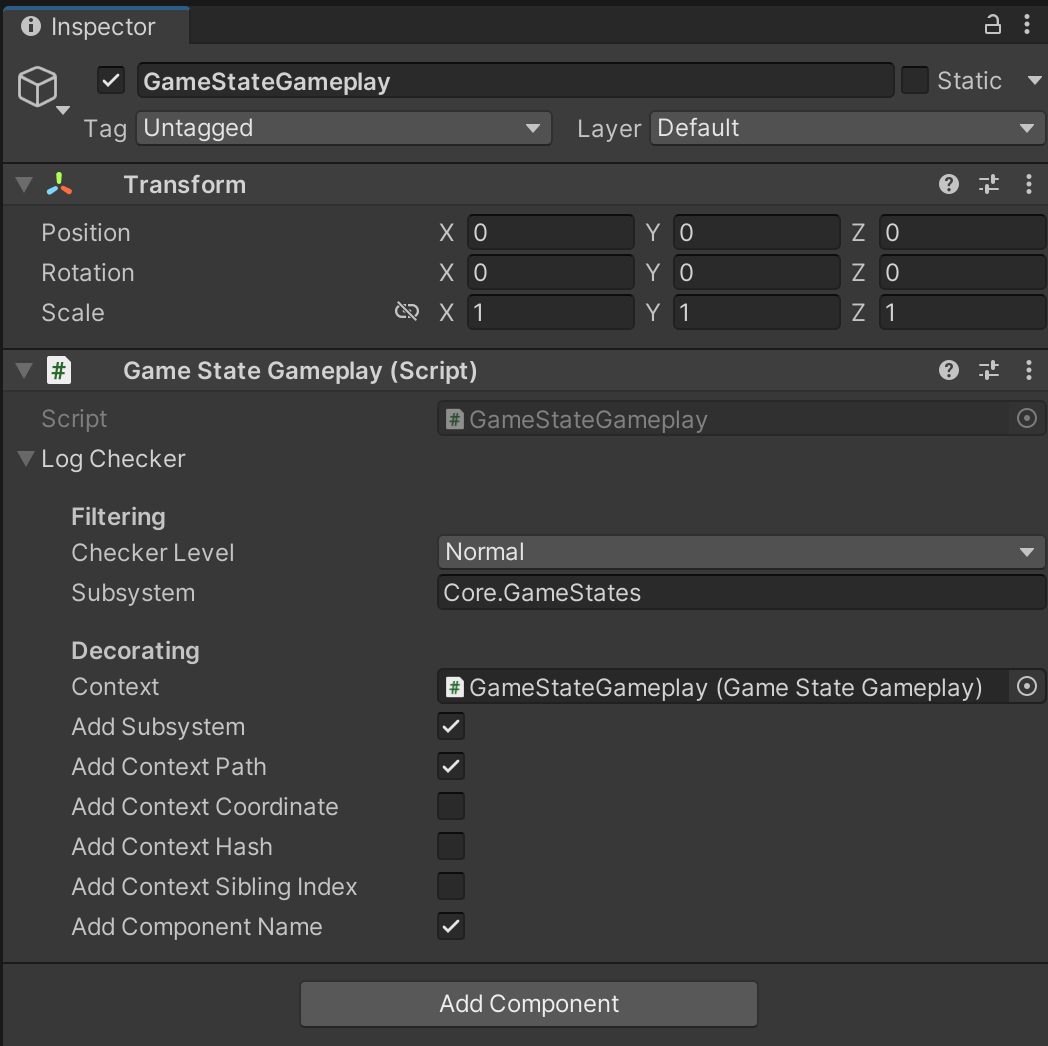 Inspector
GameStateGameplay Static
Tag Untagged Layer Default
Transform
Position X 0 Y 0 Z 0
Rotation X 0 Y 0 Z 0
Scale X 1 Y 1 Z 1
# Game State Gameplay (Script)
Script # GameStateGameplay
Log Checker
Filtering
Checker Level Normal
Subsystem Core.GameStates
Decorating
Context # GameStateGameplay (Game State Gameplay)
Add Subsystem
Add Context Path
Add Context Coordinate
Add Context Hash
Add Context Sibling Index
Add Component Name
Add Component